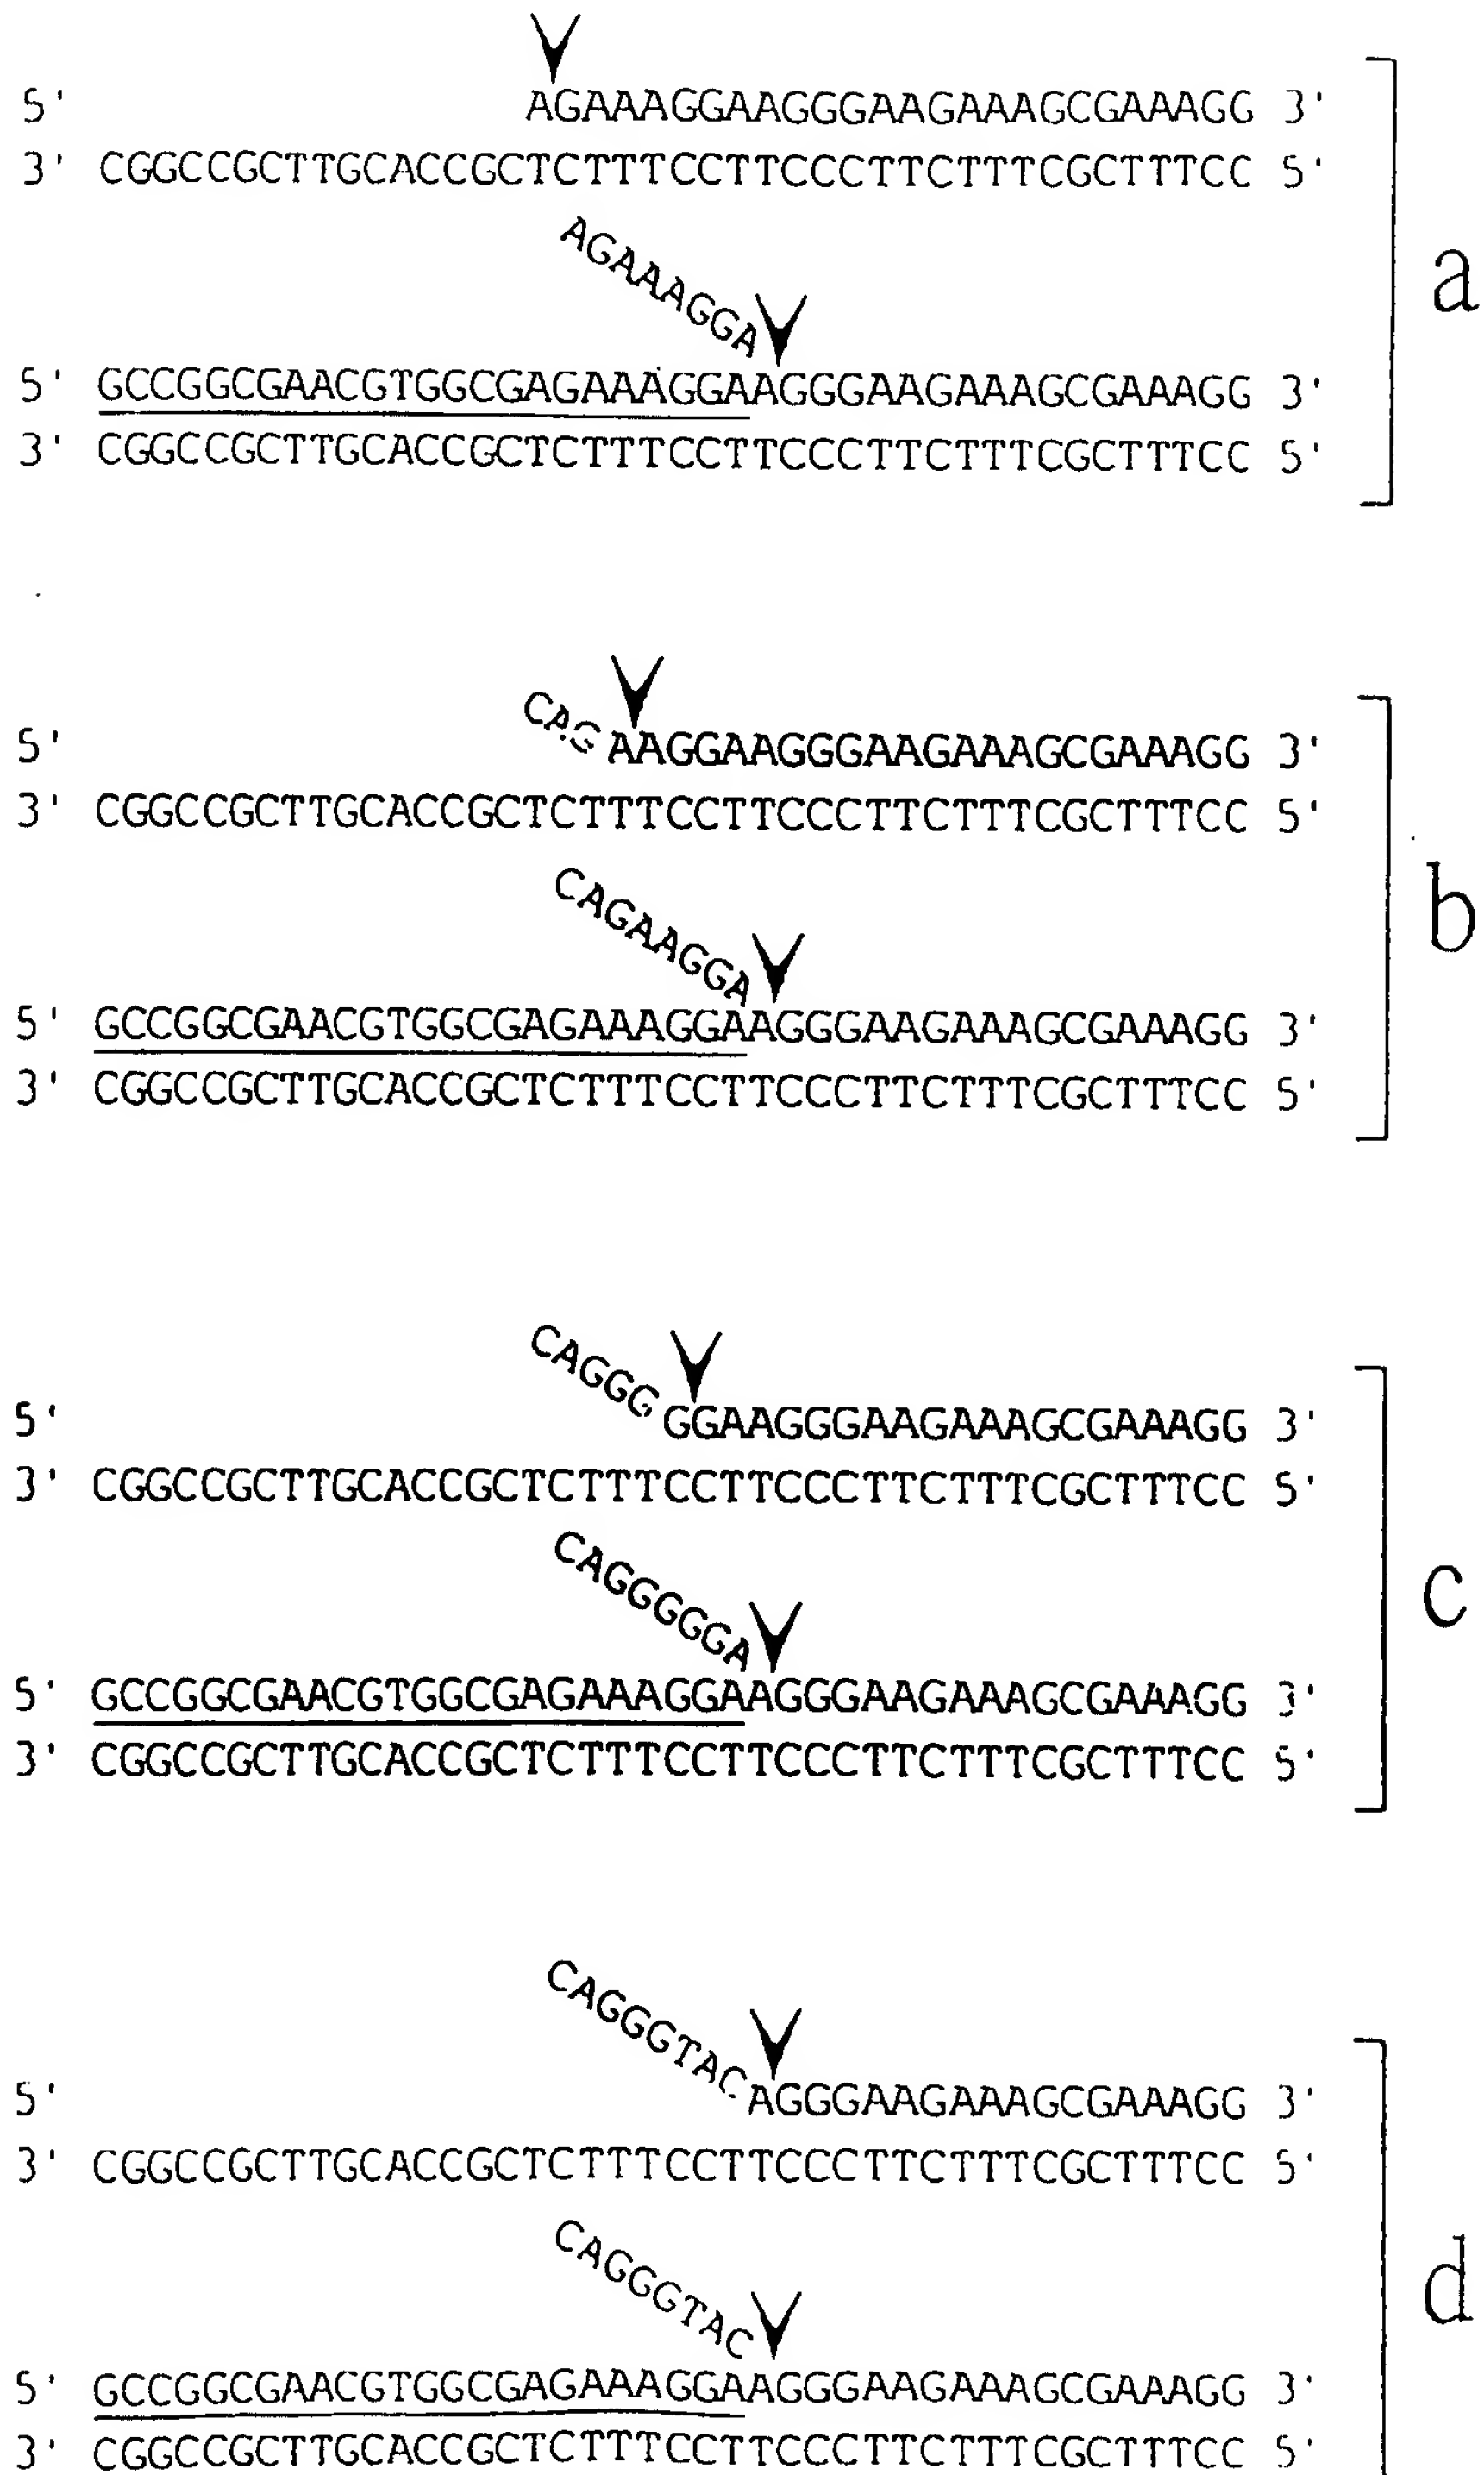 5' AGAAAGGAAGGGAAGAAAGCGAAAGG 3'
3' CGGCCGCTTGCACCGCTCTTTCCTTCCCTTCTTTCGCTTTCC 5'
AGAAAGGA
5' GCCGGCGAACGTGGCGAGAAAGGAAGGGAAGAAAGCGAAAGG 3'
3' CGGCCGCTTGCACCGCTCTTTCCTTCCCTTCTTTCGCTTTCC 5'
a
CAG
5' AAGGAAGGGAAGAAAGCGAAAGG 3'
3' CGGCCGCTTGCACCGCTCTTTCCTTCCCTTCTTTCGCTTTCC 5'
CAGAAGGA
5' GCCGGCGAACGTGGCGAGAAAGGAAGGGAAGAAAGCGAAAGG 3'
3' CGGCCGCTTGCACCGCTCTTTCCTTCCCTTCTTTCGCTTTCC 5'
b
CAGGG
5' GGAAGGGAAGAAAGCGAAAGG 3'
3' CGGCCGCTTGCACCGCTCTTTCCTTCCCTTCTTTCGCTTTCC 5'
CAGGGGGA
5' GCCGGCGAACGTGGCGAGAAAGGAAGGGAAGAAAGCGAAAGG 3'
3' CGGCCGCTTGCACCGCTCTTTCCTTCCCTTCTTTCGCTTTCC 5'
c
CAGGGTAC
5' AGGGAAGAAAGCGAAAGG 3'
3' CGGCCGCTTGCACCGCTCTTTCCTTCCCTTCTTTCGCTTTCC 5'
CAGGGTAC
5' GCCGGCGAACGTGGCGAGAAAGGAAGGGAAGAAAGCGAAAGG 3'
3' CGGCCGCTTGCACCGCTCTTTCCTTCCCTTCTTTCGCTTTCC 5'
d